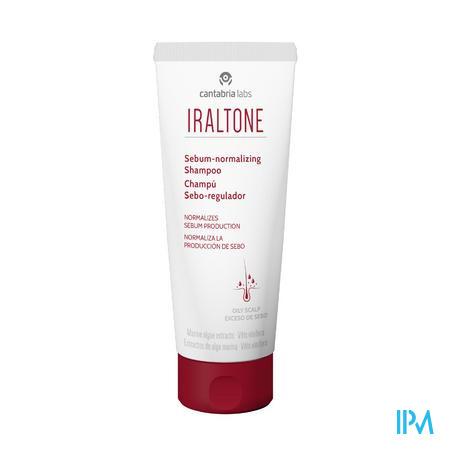 cantabria labs
IRALTONE
Sebum-normalizing
Shampoo
Champú
Sebo-regulador
NORMALIZES
SEBUM PRODUCTION
NORMALIZA LA
PRODUCCIÓN DE SEBO
OILY SCALP
EXCESO DE SEBO
Marine algae extracts · Vitis vinifera
Extractos de alga marina · Vitis vinifera
IPM